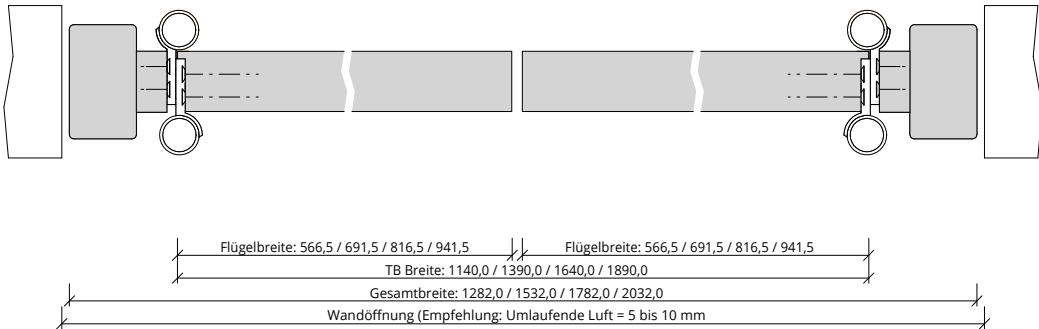 Flügelbreite: 566,5 / 691,5 / 816,5 / 941,5 Flügelbreite: 566,5 / 691,5 / 816,5 / 941,5
TB Breite: 1140,0 / 1390,0 / 1640,0 / 1890,0
Gesamtbreite: 1282,0 / 1532,0 / 1782,0 / 2032,0
Wandöffnung (Empfehlung: Umlaufende Luft = 5 bis 10 mm